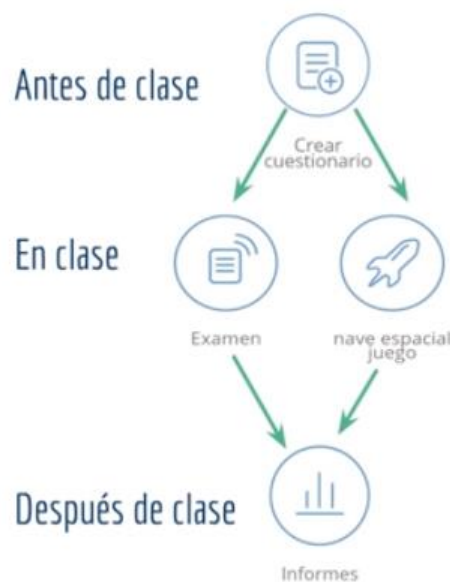 Antes de clase
Crear
cuestionario
En clase
Examen
nave espacial
juego
Después de clase
Informes